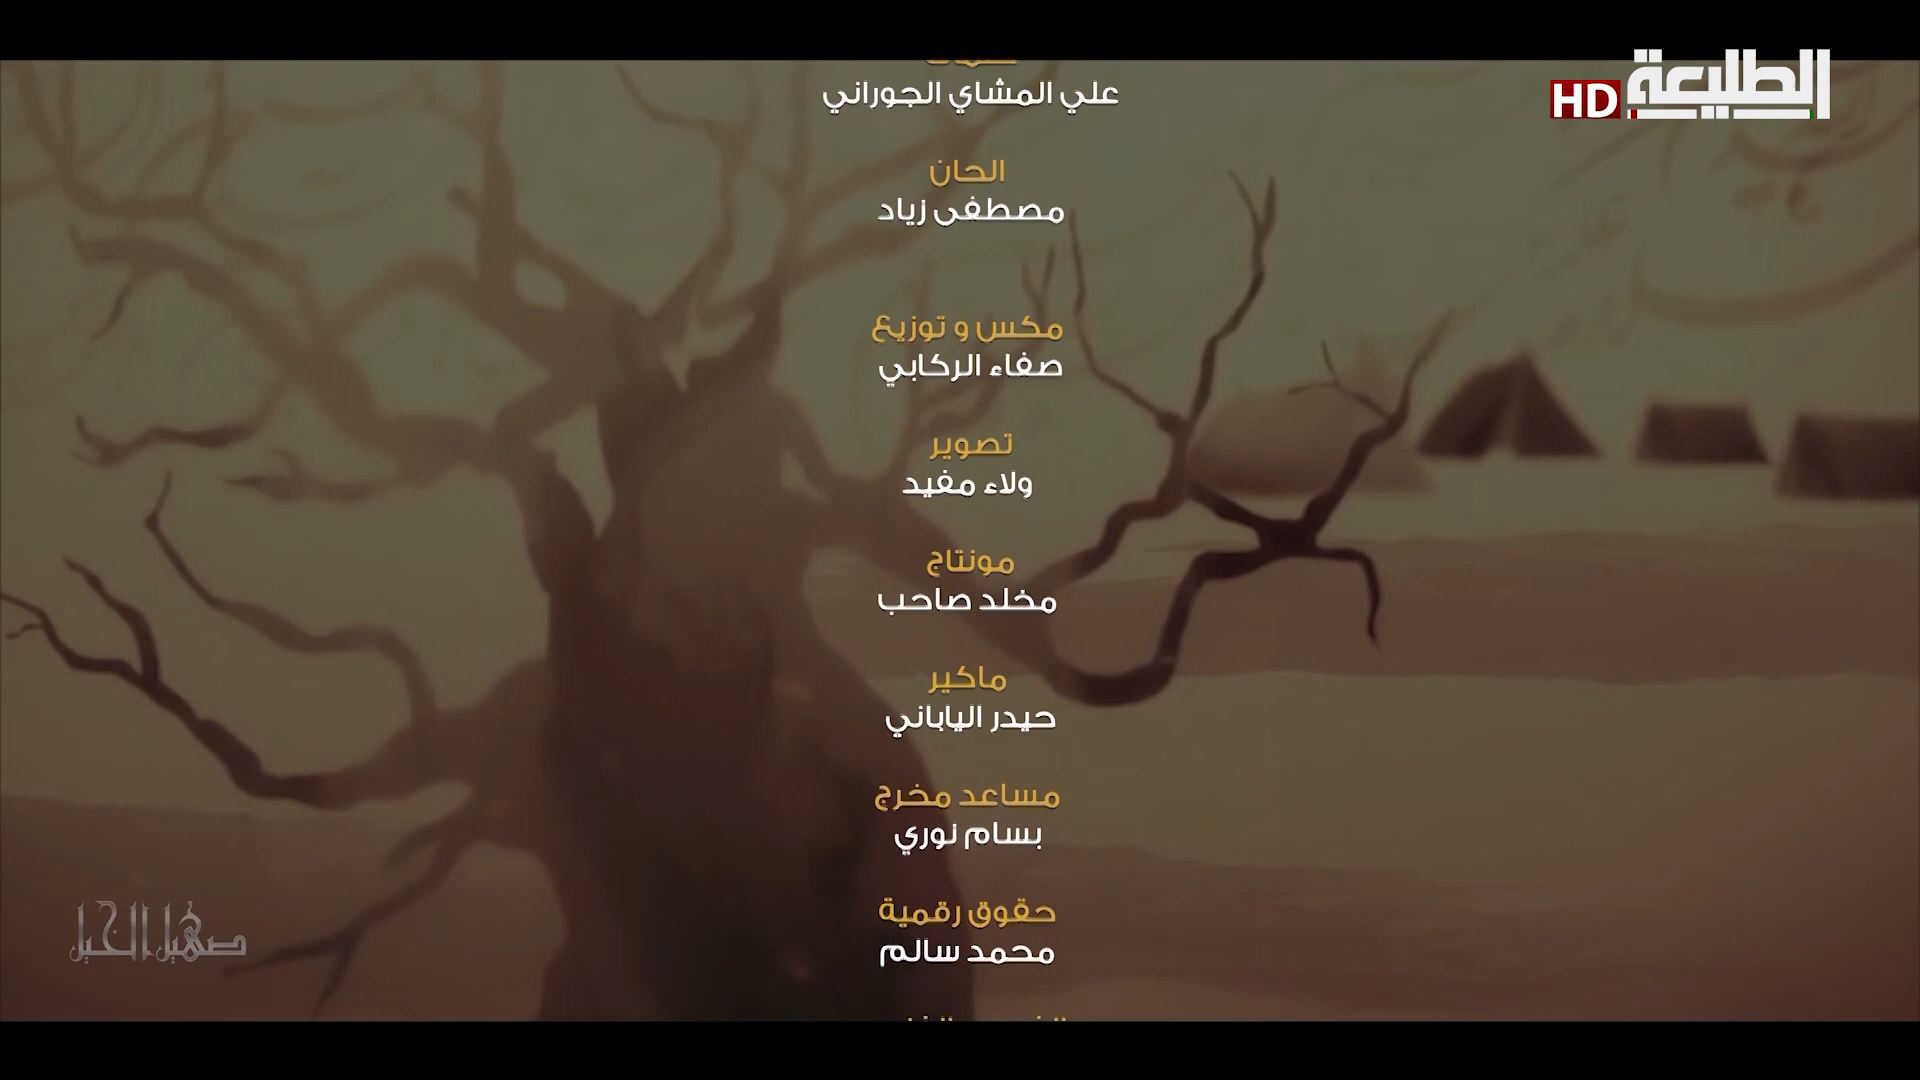 الطليعة
HD
علي المشاي الجوراني
الحان
مصطفى زياد
مكس و توزيع
صفاء الركابي
تصوير
ولاء مفيد
مونتاج
مخلد صاحب
ماكير
حيدر الياباني
مساعد مخرج
بسام نوري
حقوق رقمية
محمد سالم
صهيل الخيل